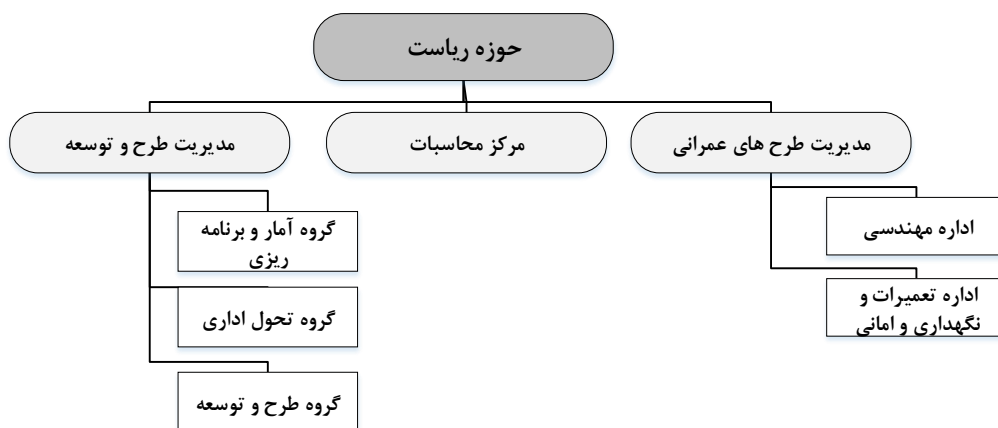 حوزه ریاست
مدیریت طرح های عمرانی
مرکز محاسبات
مدیریت طرح و توسعه
اداره مهندسی
اداره تعمیرات و
نگهداری و امانی
گروه آمار و برنامه
ریزی
گروه تحول اداری
گروه طرح و توسعه